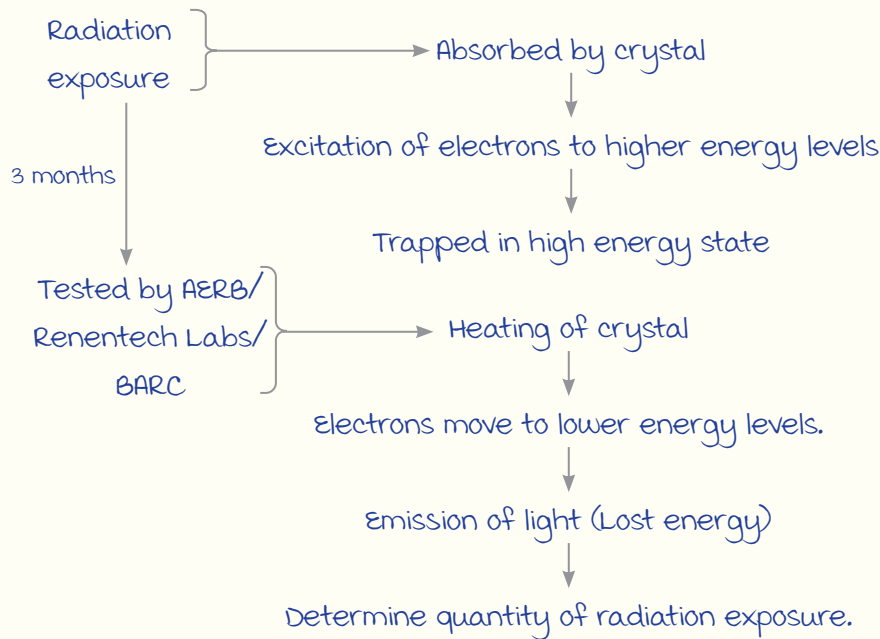 Radiation
exposure
Absorbed by crystal
Excitation of electrons to higher energy levels
3 months
Trapped in high energy state
Tested by AERB/
Renentech Labs/
BARC
Heating of crystal
Electrons move to lower energy levels.
Emission of light (Lost energy)
Determine quantity of radiation exposure.